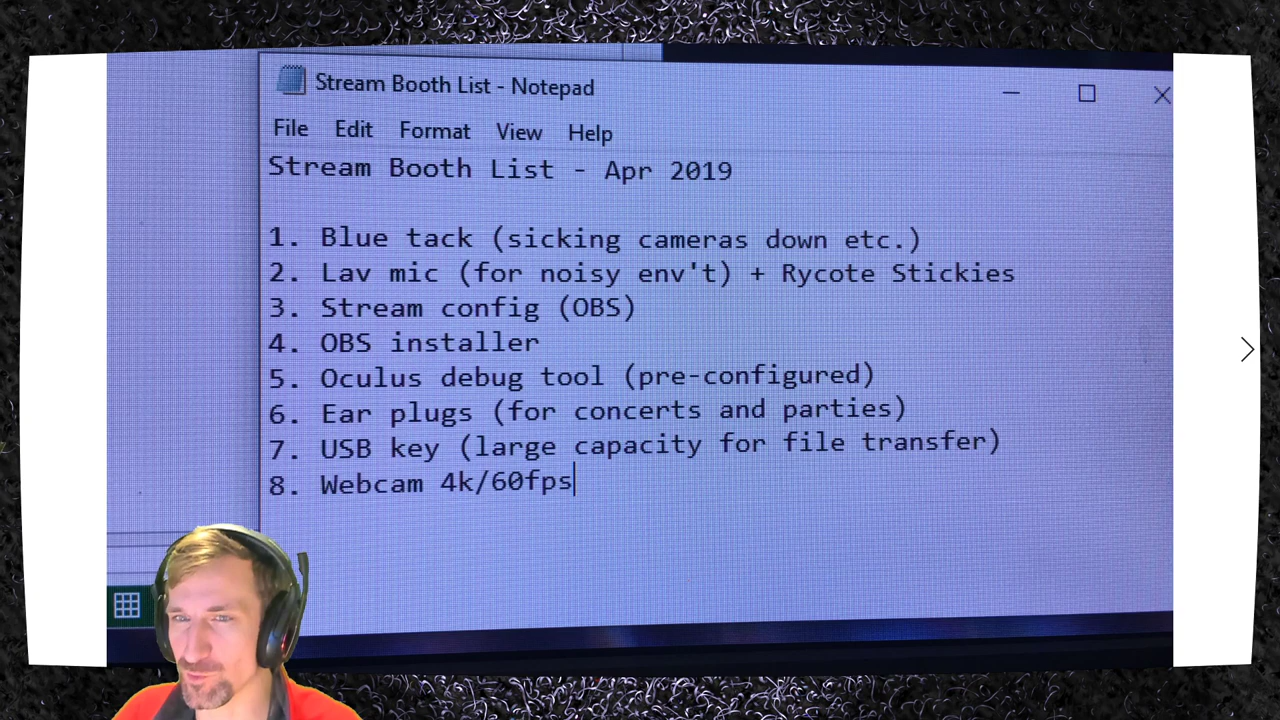 Stream Booth List - Notepad
File Edit Format View Help
Stream Booth List - Apr 2019
1. Blue tack (sicking cameras down etc.)
2. Lav mic (for noisy env't) + Rycote Stickies
3. Stream config (OBS)
4. OBS installer
5. Oculus debug tool (pre-configured)
6. Ear plugs (for concerts and parties)
7. USB key (large capacity for file transfer)
8. Webcam 4k/60fps